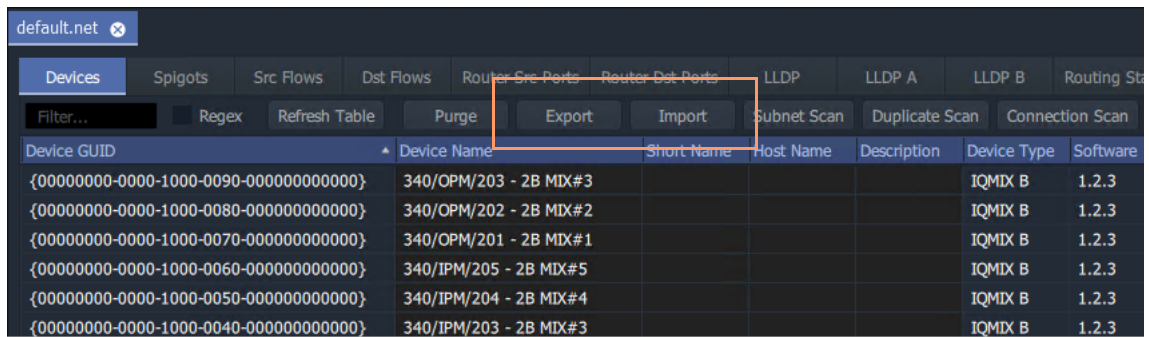 default.net
Devices Spigots Src Flows Dst Flows Router Src Ports Router Dst Ports LLDP LLDP A LLDP B Routing Sta
Filter... Regex Refresh Table Purge Export Import Subnet Scan Duplicate Scan Connection Scan
Device GUID Device Name Short Name Host Name Description Device Type Software
{00000000-0000-1000-0090-000000000000} 340/OPM/203 - 2B MIX#3 IQMIX B 1.2.3
{00000000-0000-1000-0080-000000000000} 340/OPM/202 - 2B MIX#2 IQMIX B 1.2.3
{00000000-0000-1000-0070-000000000000} 340/OPM/201 - 2B MIX#1 IQMIX B 1.2.3
{00000000-0000-1000-0060-000000000000} 340/IPM/205 - 2B MIX#5 IQMIX B 1.2.3
{00000000-0000-1000-0050-000000000000} 340/IPM/204 - 2B MIX#4 IQMIX B 1.2.3
{00000000-0000-1000-0040-000000000000} 340/IPM/203 - 2B MIX#3 IQMIX B 1.2.3